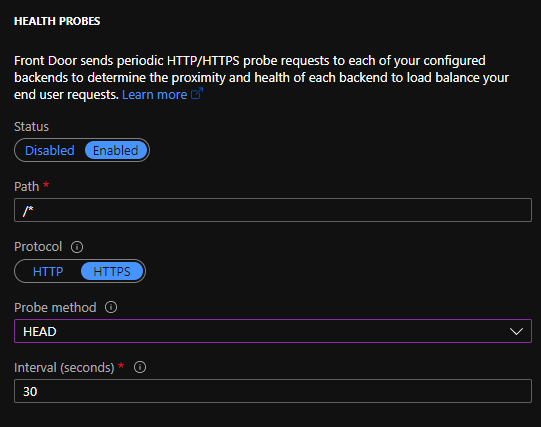 HEALTH PROBES
Front Door sends periodic HTTP/HTTPS probe requests to each of your configured
backends to determine the proximity and health of each backend to load balance your
end user requests. Learn more
Status
Disabled Enabled
Path *
/*
Protocol
HTTP HTTPS
Probe method
HEAD
Interval (seconds) *
30